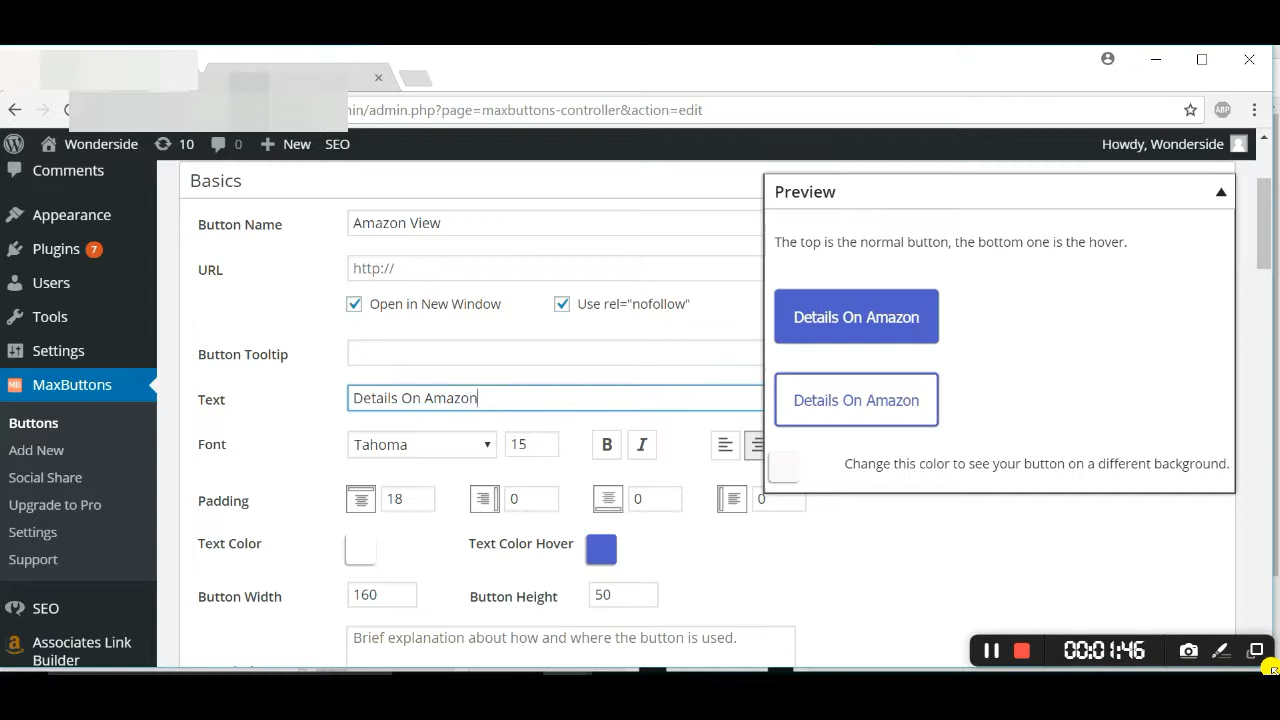 min/admin.php?page=maxbuttons-controller&action=edit
ABP
Wonderside 10 0 New SEO Howdy, Wonderside
Comments
Appearance
Plugins 7
Users
Tools
Settings
MB MaxButtons
Buttons
Add New
Social Share
Upgrade to Pro
Settings
Support
SEO
Associates Link
Builder
Basics
Button Name Amazon View
URL http://
Open in New Window Use rel="nofollow"
Button Tooltip
Text Details On Amazon
Font Tahoma 15 B I
Padding 18 0 0 0
Text Color Text Color Hover
Button Width 160 Button Height 50
Brief explanation about how and where the button is used.
Preview
The top is the normal button, the bottom one is the hover.
Details On Amazon
Details On Amazon
Change this color to see your button on a different background.
00:01:46